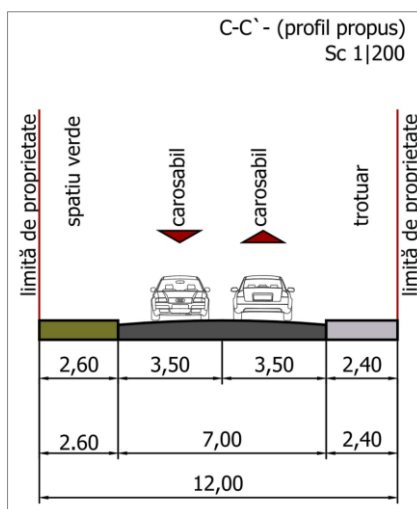 C-C`- (profil propus)
Sc 1|200
limită de proprietate
spatiu verde
carosabil
carosabil
trotuar
limită de proprietate
2,60 3,50 3,50 2,40
2.60 7,00 2,40
12,00